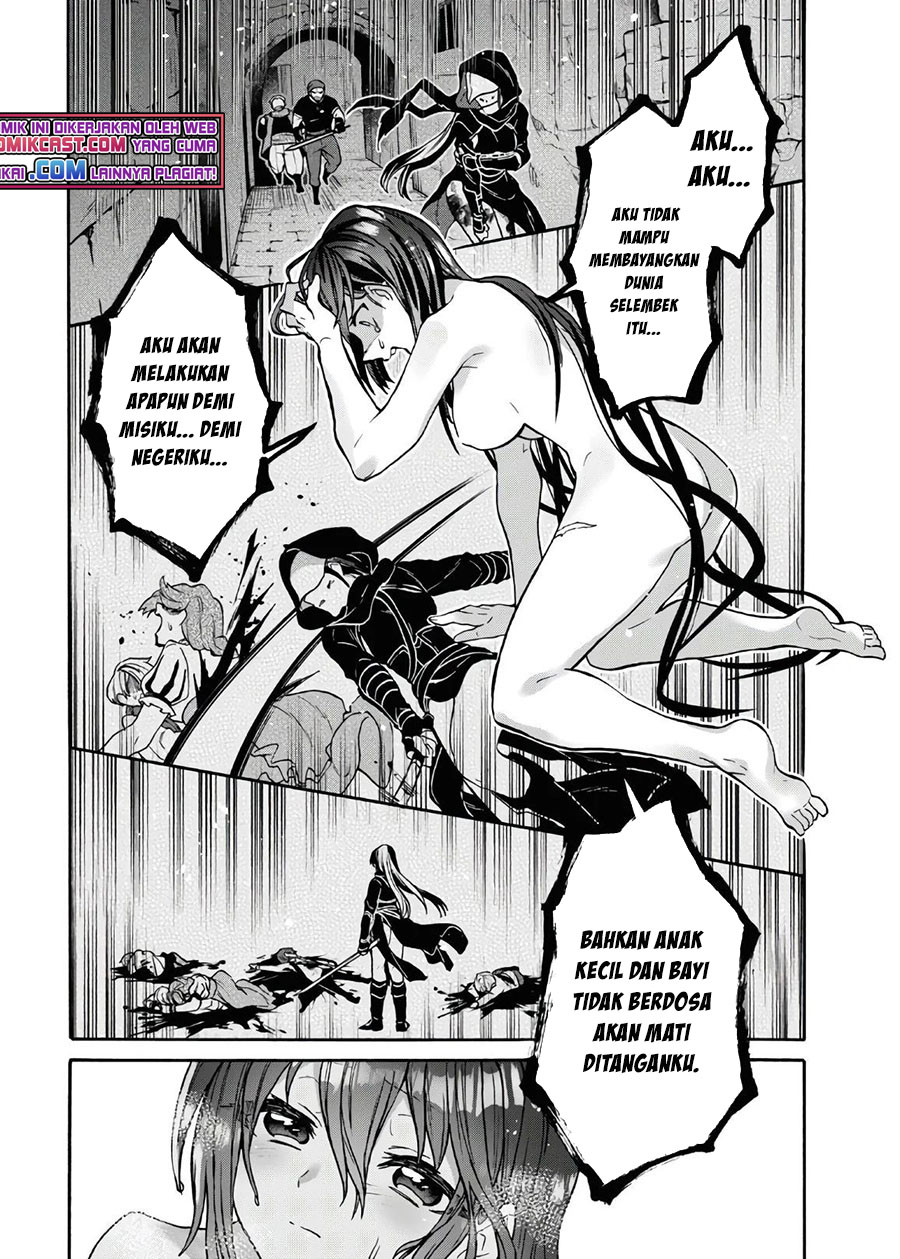 MIK INI DIKERJAKAN OLEH WEB
OMIKCAST.COM YANG CUMA
AKAI .COM LAINNYA PLAGIAT!
AKU...
AKU...
AKU TIDAK
MAMPU
MEMBAYANGKAN
DUNIA
SELEMBEK
ITU...
AKU AKAN
MELAKUKAN
APAPUN DEMI
MISIKU... DEMI
NEGERIKU...
BAHKAN ANAK
KECIL DAN BAYI
TIDAK BERDOSA
AKAN MATI
DITANGANKU.